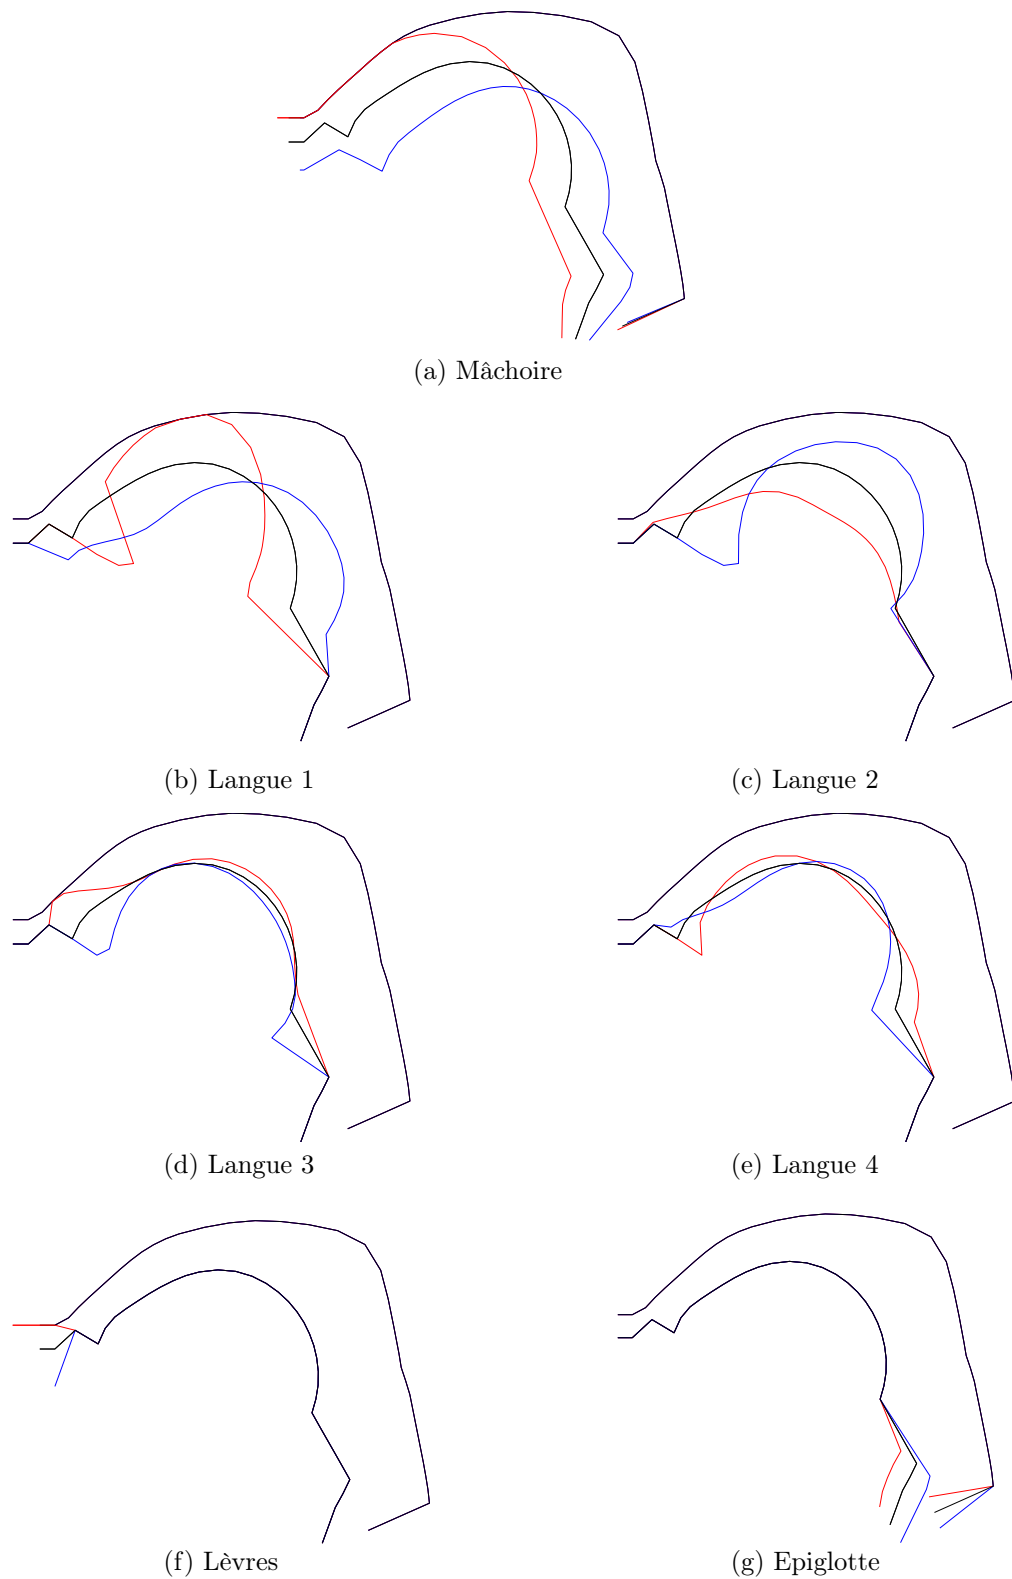 (a) Mâchoire
(b) Langue 1
(c) Langue 2
(d) Langue 3
(e) Langue 4
(f) Lèvres
(g) Epiglotte